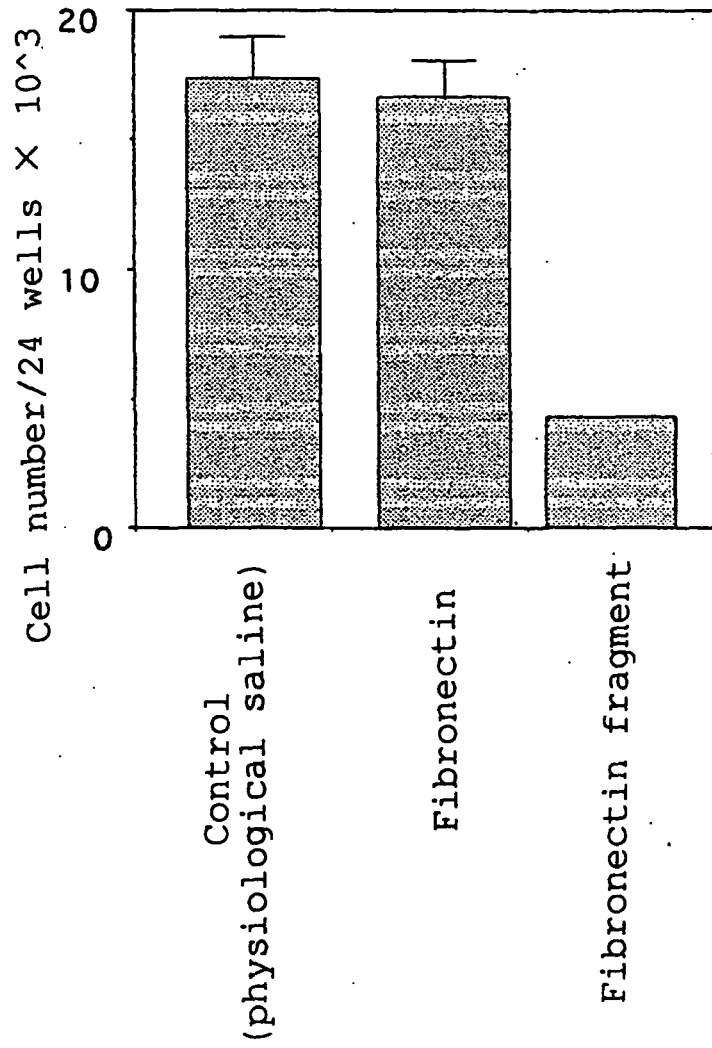 Cell number/24 wells × 10^3
20
10
0
Control
(physiological saline)
Fibronectin
Fibronectin fragment